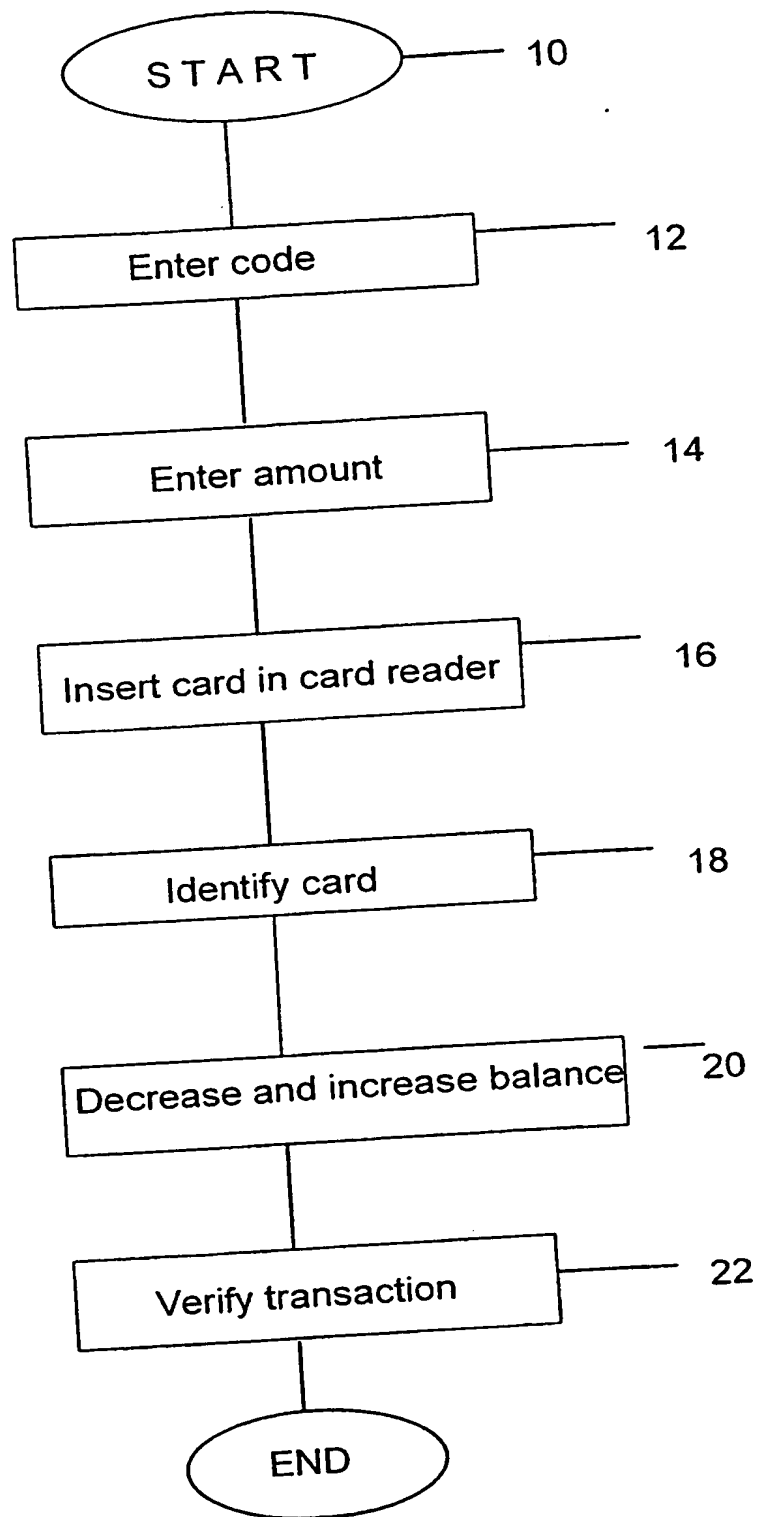 S T A R T 10
Enter code 12
Enter amount 14
Insert card in card reader 16
Identify card 18
Decrease and increase balance 20
Verify transaction 22
END